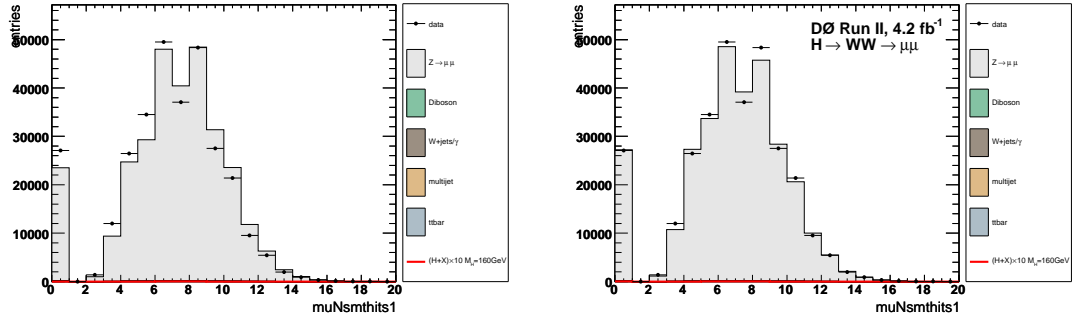 entries
50000
40000
30000
20000
10000
0
0 2 4 6 8 10 12 14 16 18 20
muNsmthits1
data
Z→μμ
Diboson
W+jets/γ
multijet
ttbar
(H+X)×10 M_H=160GeV
entries
50000
40000
30000
20000
10000
0
0 2 4 6 8 10 12 14 16 18 20
muNsmthits1
DØ Run II, 4.2 fb⁻¹
H → WW → μμ
data
Z→μμ
Diboson
W+jets/γ
multijet
ttbar
(H+X)×10 M_H=160GeV